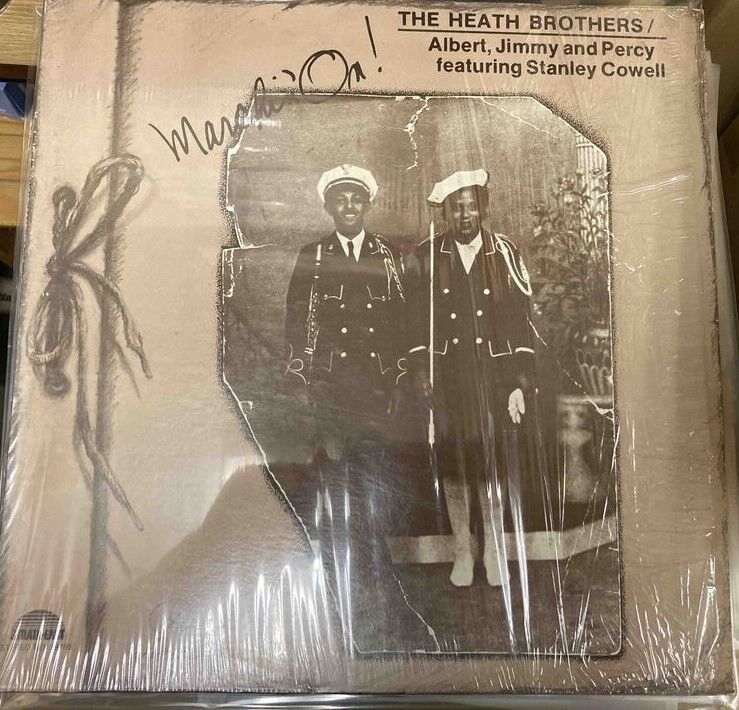 THE HEATH BROTHERS/
Albert, Jimmy and Percy
featuring Stanley Cowell
Marchin' On!